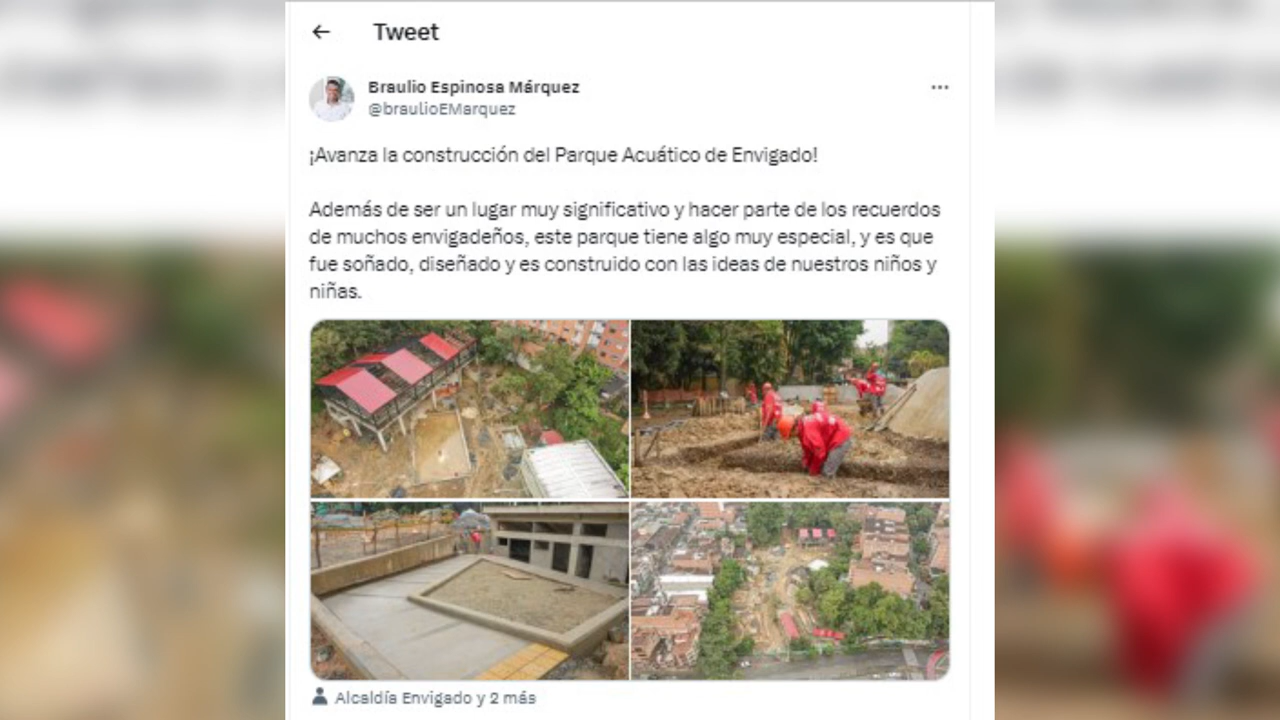 Tweet
Braulio Espinosa Márquez
@braulioEMarquez
¡Avanza la construcción del Parque Acuático de Envigado!
Además de ser un lugar muy significativo y hacer parte de los recuerdos
de muchos envigadeños, este parque tiene algo muy especial, y es que
fue soñado, diseñado y es construido con las ideas de nuestros niños y
niñas.
Alcaldía Envigado y 2 más